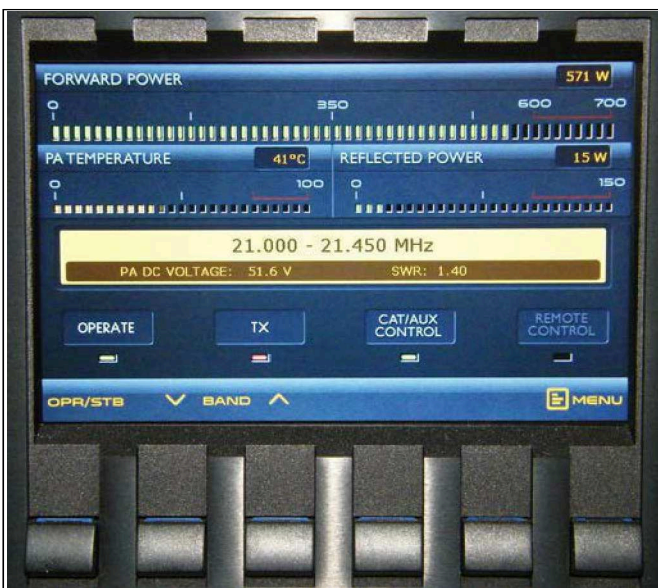 FORWARD POWER 571 W
0 350 600 700
PA TEMPERATURE 41°C REFLECTED POWER 15 W
0 100 0 150
21.000 - 21.450 MHz
PA DC VOLTAGE: 51.6 V SWR: 1.40
OPERATE TX CAT/AUX CONTROL REMOTE CONTROL
OPR/STB BAND MENU